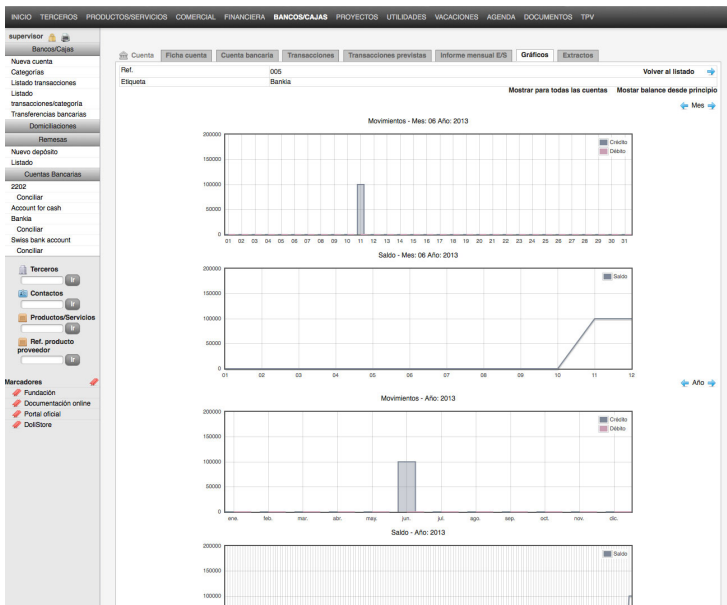 INICIO TERCEROS PRODUCTOS/SERVICIOS COMERCIAL FINANCIERA BANCOS/CAJAS PROYECTOS UTILIDADES VACACIONES AGENDA DOCUMENTOS TPV
supervisor
Bancos/Cajas
Nueva cuenta
Categorías
Listado transacciones
Listado
transacciones/categoría
Transferencias bancarias
Domiciliaciones
Remesas
Nuevo depósito
Listado
Cuentas Bancarias
2202
Conciliar
Account for cash
Bankia
Conciliar
Swiss bank account
Conciliar
Terceros
Ir
Contactos
Ir
Productos/Servicios
Ir
Ref. producto
proveedor
Ir
Marcadores
Fundación
Documentación online
Portal oficial
DoliStore
Cuenta Ficha cuenta Cuenta bancaria Transacciones Transacciones previstas Informe mensual E/S Gráficos Extractos
Ref. 005 Volver al listado
Etiqueta Bankia
Mostrar para todas las cuentas Mostar balance desde principio
Mes
Movimientos - Mes: 06 Año: 2013
200000
150000
100000
50000
0
Crédito
Débito
01 02 03 04 05 06 07 08 09 10 11 12 13 14 15 16 17 18 19 20 21 22 23 24 25 26 27 28 29 30 31
Saldo - Mes: 06 Año: 2013
200000
150000
100000
50000
0
Saldo
01 02 03 04 05 06 07 08 09 10 11 12
Año
Movimientos - Año: 2013
200000
150000
100000
50000
0
Crédito
Débito
ene. feb. mar. abr. may. jun. jul. ago. sep. oct. nov. dic.
Saldo - Año: 2013
200000
150000
100000
Saldo